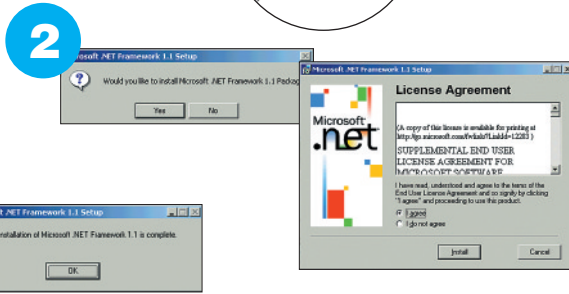 2
rosoft .NET Framework 1.1 Setup
Would you like to install Microsoft .NET Framework 1.1 Packag
Yes
No
Microsoft .NET Framework 1.1 Setup
License Agreement
Microsoft
.net
(A copy of this license is available for printing at
http://go.microsoft.com/fwlink/?LinkId=12283 )
SUPPLEMENTAL END USER
LICENSE AGREEMENT FOR
MICROSOFT SOFTWARE
I have read, understood and agree to the terms of the
End User License Agreement and so signify by clicking
"I agree" and proceeding to use this product.
I agree
I do not agree
Install
Cancel
ft .NET Framework 1.1 Setup
nstallation of Microsoft .NET Framework 1.1 is complete.
OK